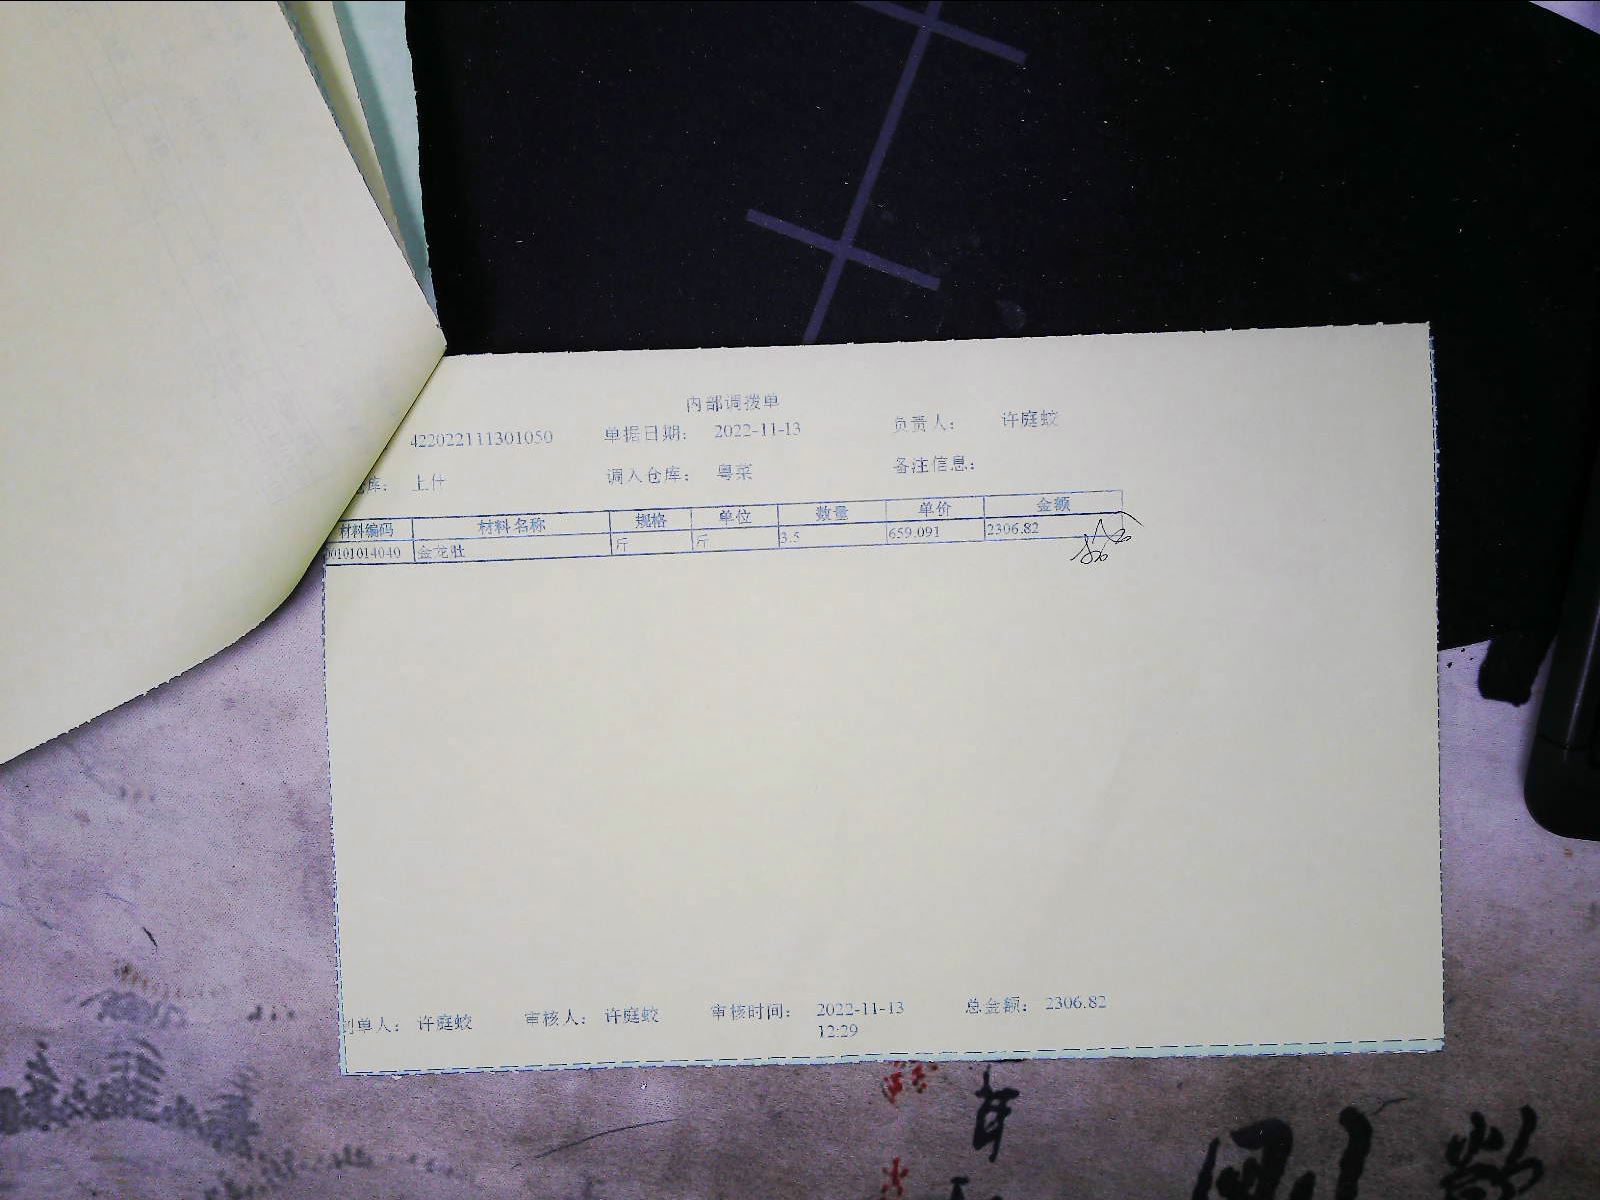 内部调拨单
422022111301050 单据日期： 2022-11-13 负责人： 许庭蛟
库： 上什 调入仓库： 粤菜 备注信息：
材料编码 材料名称 规格 单位 数量 单价 金额
00101014040 金龙肚 斤 斤 3.5 659.091 2306.82
制单人： 许庭蛟 审核人： 许庭蛟 审核时间： 2022-11-13 总金额： 2306.82
12:29